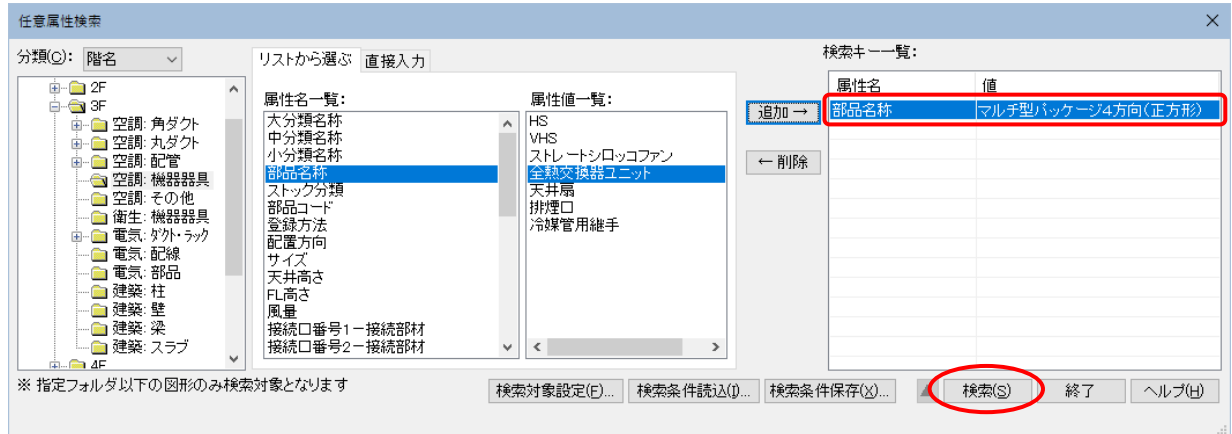 任意属性検索
分類(C): 階名
2F
3F
空調: 角ダクト
空調: 丸ダクト
空調: 配管
空調: 機器器具
空調: その他
衛生: 機器器具
電気: ダクト・ラック
電気: 配線
電気: 部品
建築: 柱
建築: 壁
建築: 梁
建築: スラブ
4F
リストから選ぶ 直接入力
属性名一覧:
大分類名称
中分類名称
小分類名称
部品名称
ストック分類
部品コード
登録方法
配置方向
サイズ
天井高さ
FL高さ
風量
接続口番号1-接続部材
接続口番号2-接続部材
属性値一覧:
HS
VHS
ストレートシロッコファン
全熱交換器ユニット
天井扇
排煙口
冷媒管用継手
追加→
←削除
検索キー一覧:
属性名 値
部品名称 マルチ型パッケージ4方向(正方形)
※ 指定フォルダ以下の図形のみ検索対象となります
検索対象設定(F)... 検索条件読込(I)... 検索条件保存(X)... 検索(S) 終了 ヘルプ(H)